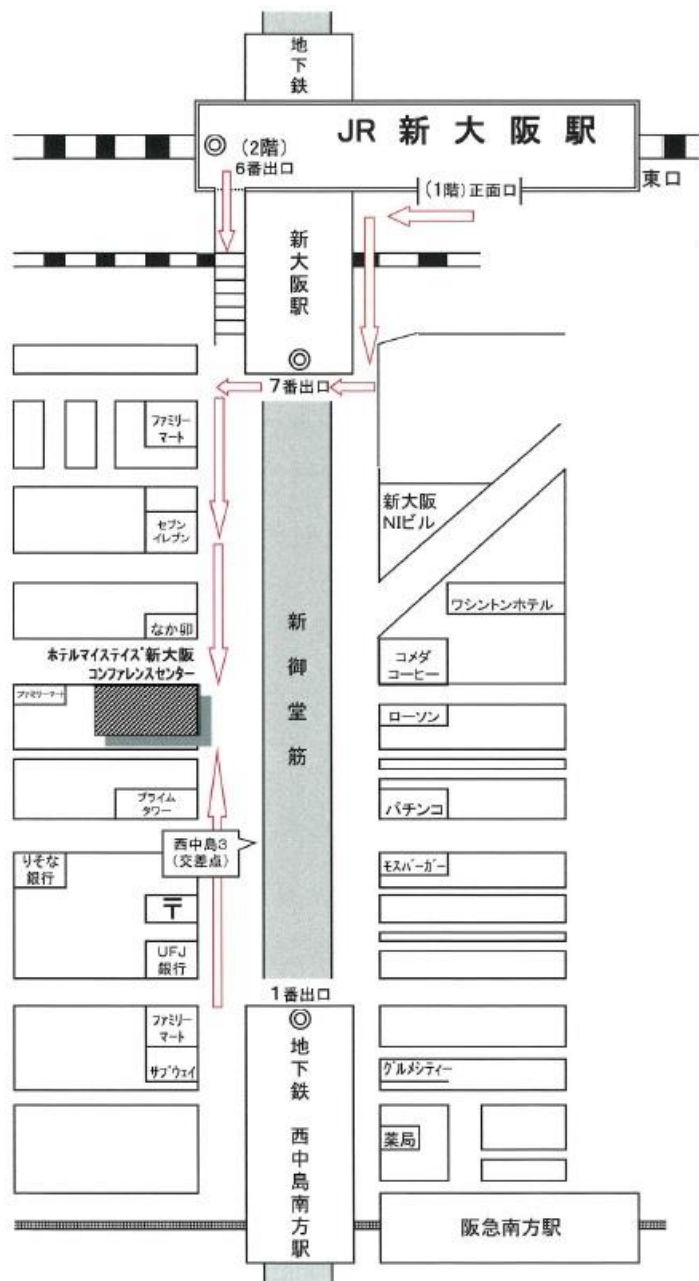 地下鉄
JR 新大阪駅
(2階)
6番出口
(1階)正面口
東口
新大阪駅
7番出口
ファミリー
マート
セブン
イレブン
新大阪
NIビル
ワシントンホテル
なか卯
新御堂筋
コメダ
コーヒー
ホテルマイステイズ新大阪
コンファレンスセンター
ファミリーマート
ローソン
プライム
タワー
パチンコ
西中島3
(交差点)
りそな
銀行
モスバーガー
〒
UFJ
銀行
1番出口
ファミリー
マート
サブウェイ
地下鉄 西中島南方駅
グルメシティー
薬局
阪急南方駅